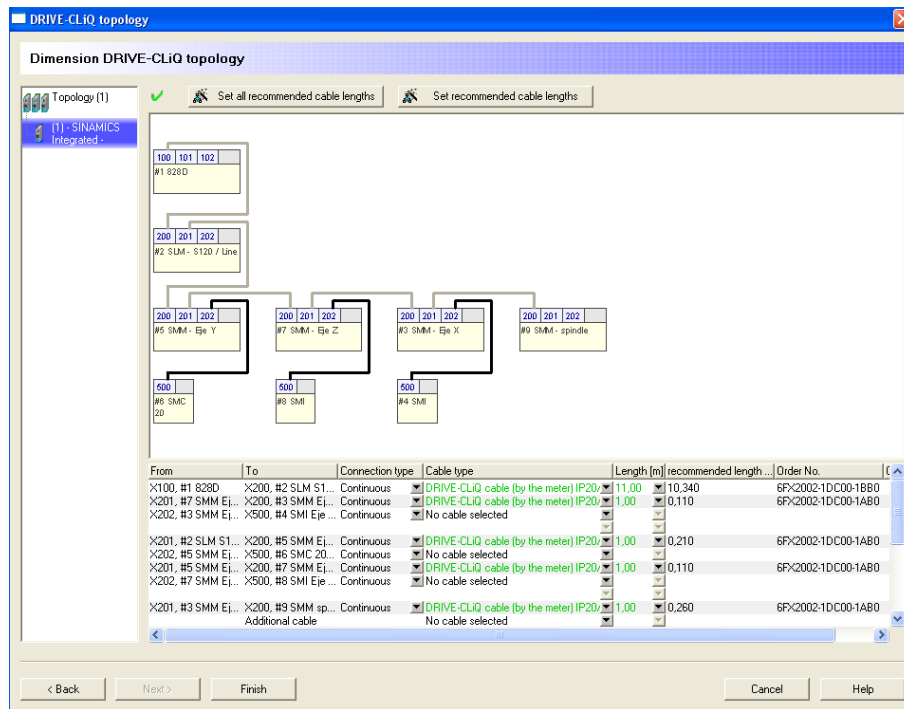 DRIVE-CLiQ topology
Dimension DRIVE-CLiQ topology
Topology (1)
(1) - SINAMICS
Integrated -
Set all recommended cable lengths
Set recommended cable lengths
100 101 102
#1 828D
200 201 202
#2 SLM - S120 / Line
200 201 202
#5 SMM - Eje Y
200 201 202
#7 SMM - Eje Z
200 201 202
#3 SMM - Eje X
200 201 202
#9 SMM - spindle
500
#6 SMC
20
500
#8 SMI
500
#4 SMI
From To Connection type Cable type Length [m] recommended length ... Order No.
X100, #1 828D X200, #2 SLM S1... Continuous DRIVE-CLiQ cable (by the meter) IP20/ 11,00 10,340 6FX2002-1DC00-1BB0
X201, #7 SMM Ej... X200, #3 SMM Ej... Continuous DRIVE-CLiQ cable (by the meter) IP20/ 1,00 0,110 6FX2002-1DC00-1AB0
X202, #3 SMM Ej... X500, #4 SMI Eje ... Continuous No cable selected
X201, #2 SLM S1... X200, #5 SMM Ej... Continuous DRIVE-CLiQ cable (by the meter) IP20/ 1,00 0,210 6FX2002-1DC00-1AB0
X202, #5 SMM Ej... X500, #6 SMC 20... Continuous No cable selected
X201, #5 SMM Ej... X200, #7 SMM Ej... Continuous DRIVE-CLiQ cable (by the meter) IP20/ 1,00 0,110 6FX2002-1DC00-1AB0
X202, #7 SMM Ej... X500, #8 SMI Eje ... Continuous No cable selected
X201, #3 SMM Ej... X200, #9 SMM sp... Continuous DRIVE-CLiQ cable (by the meter) IP20/ 1,00 0,260 6FX2002-1DC00-1AB0
Additional cable No cable selected
< Back Next > Finish Cancel Help